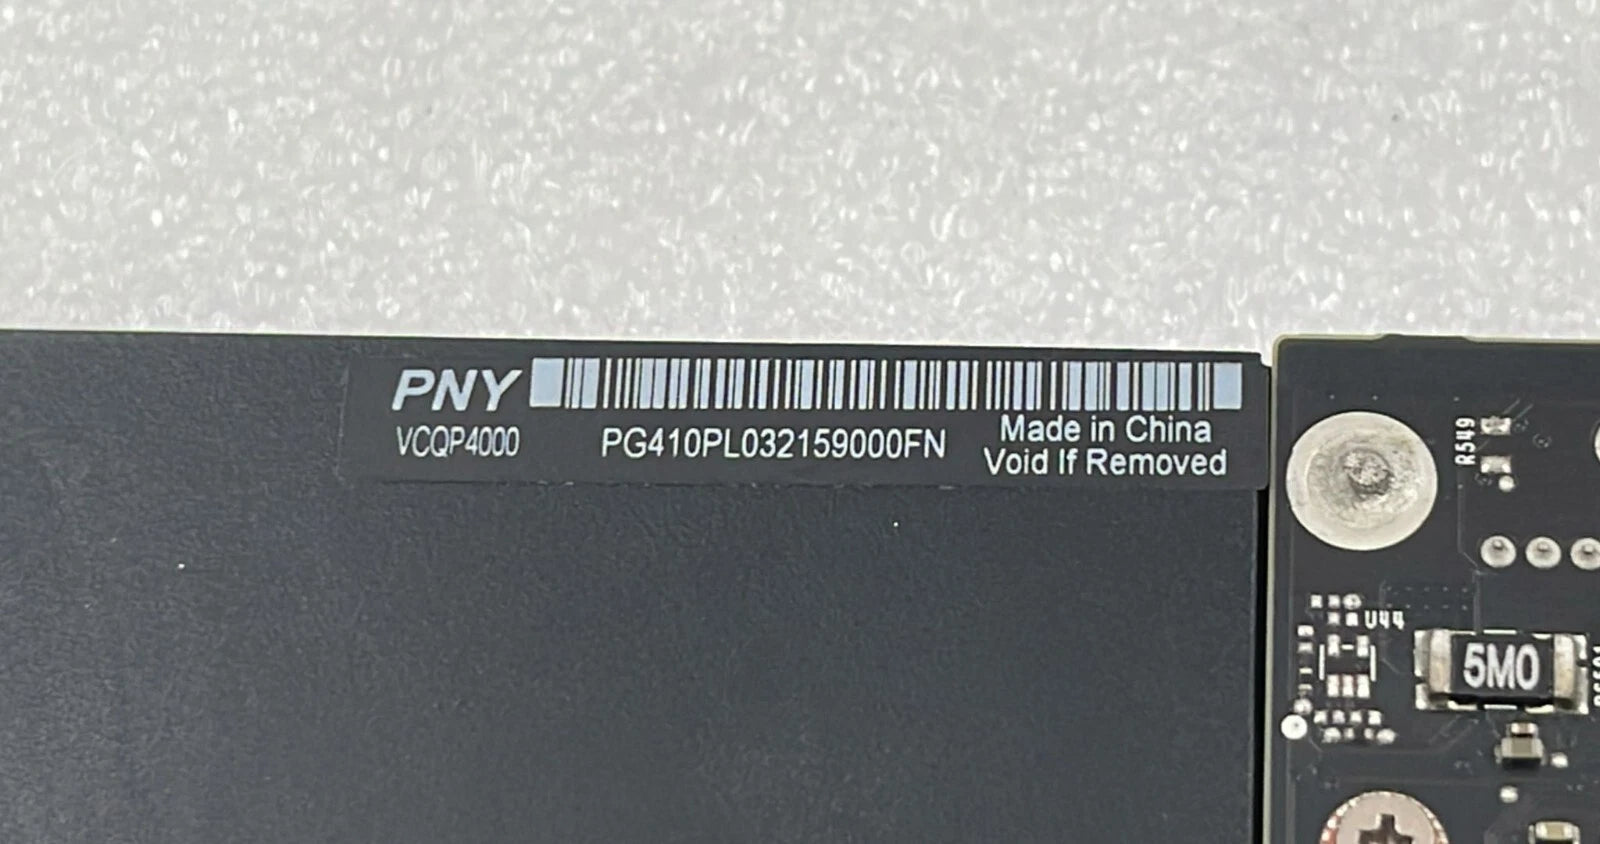 PNY
VCQP4000
PG410PL032159000FN
Made in China
Void If Removed
R549
U44
5M0